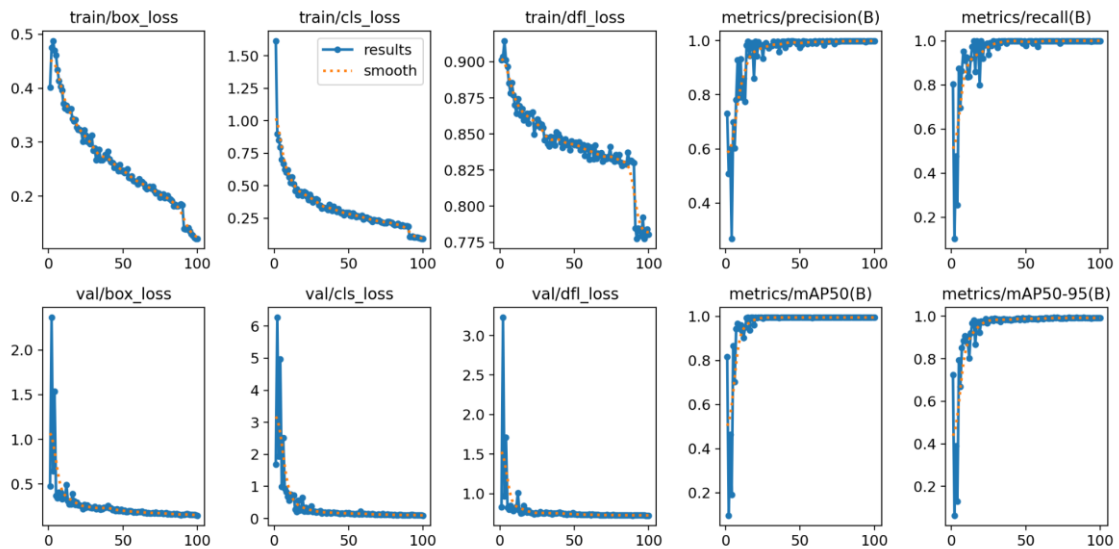 train/box_loss
train/cls_loss
train/dfl_loss
metrics/precision(B)
metrics/recall(B)
0.5
0.4
0.3
0.2
0 50 100
1.50
1.25
1.00
0.75
0.50
0.25
results
smooth
0 50 100
0.900
0.875
0.850
0.825
0.800
0.775
0 50 100
1.0
0.8
0.6
0.4
0 50 100
1.0
0.8
0.6
0.4
0.2
0 50 100
val/box_loss
val/cls_loss
val/dfl_loss
metrics/mAP50(B)
metrics/mAP50-95(B)
2.0
1.5
1.0
0.5
0 50 100
6
5
4
3
2
1
0
0 50 100
3.0
2.5
2.0
1.5
1.0
0 50 100
1.0
0.8
0.6
0.4
0.2
0 50 100
1.0
0.8
0.6
0.4
0.2
0 50 100